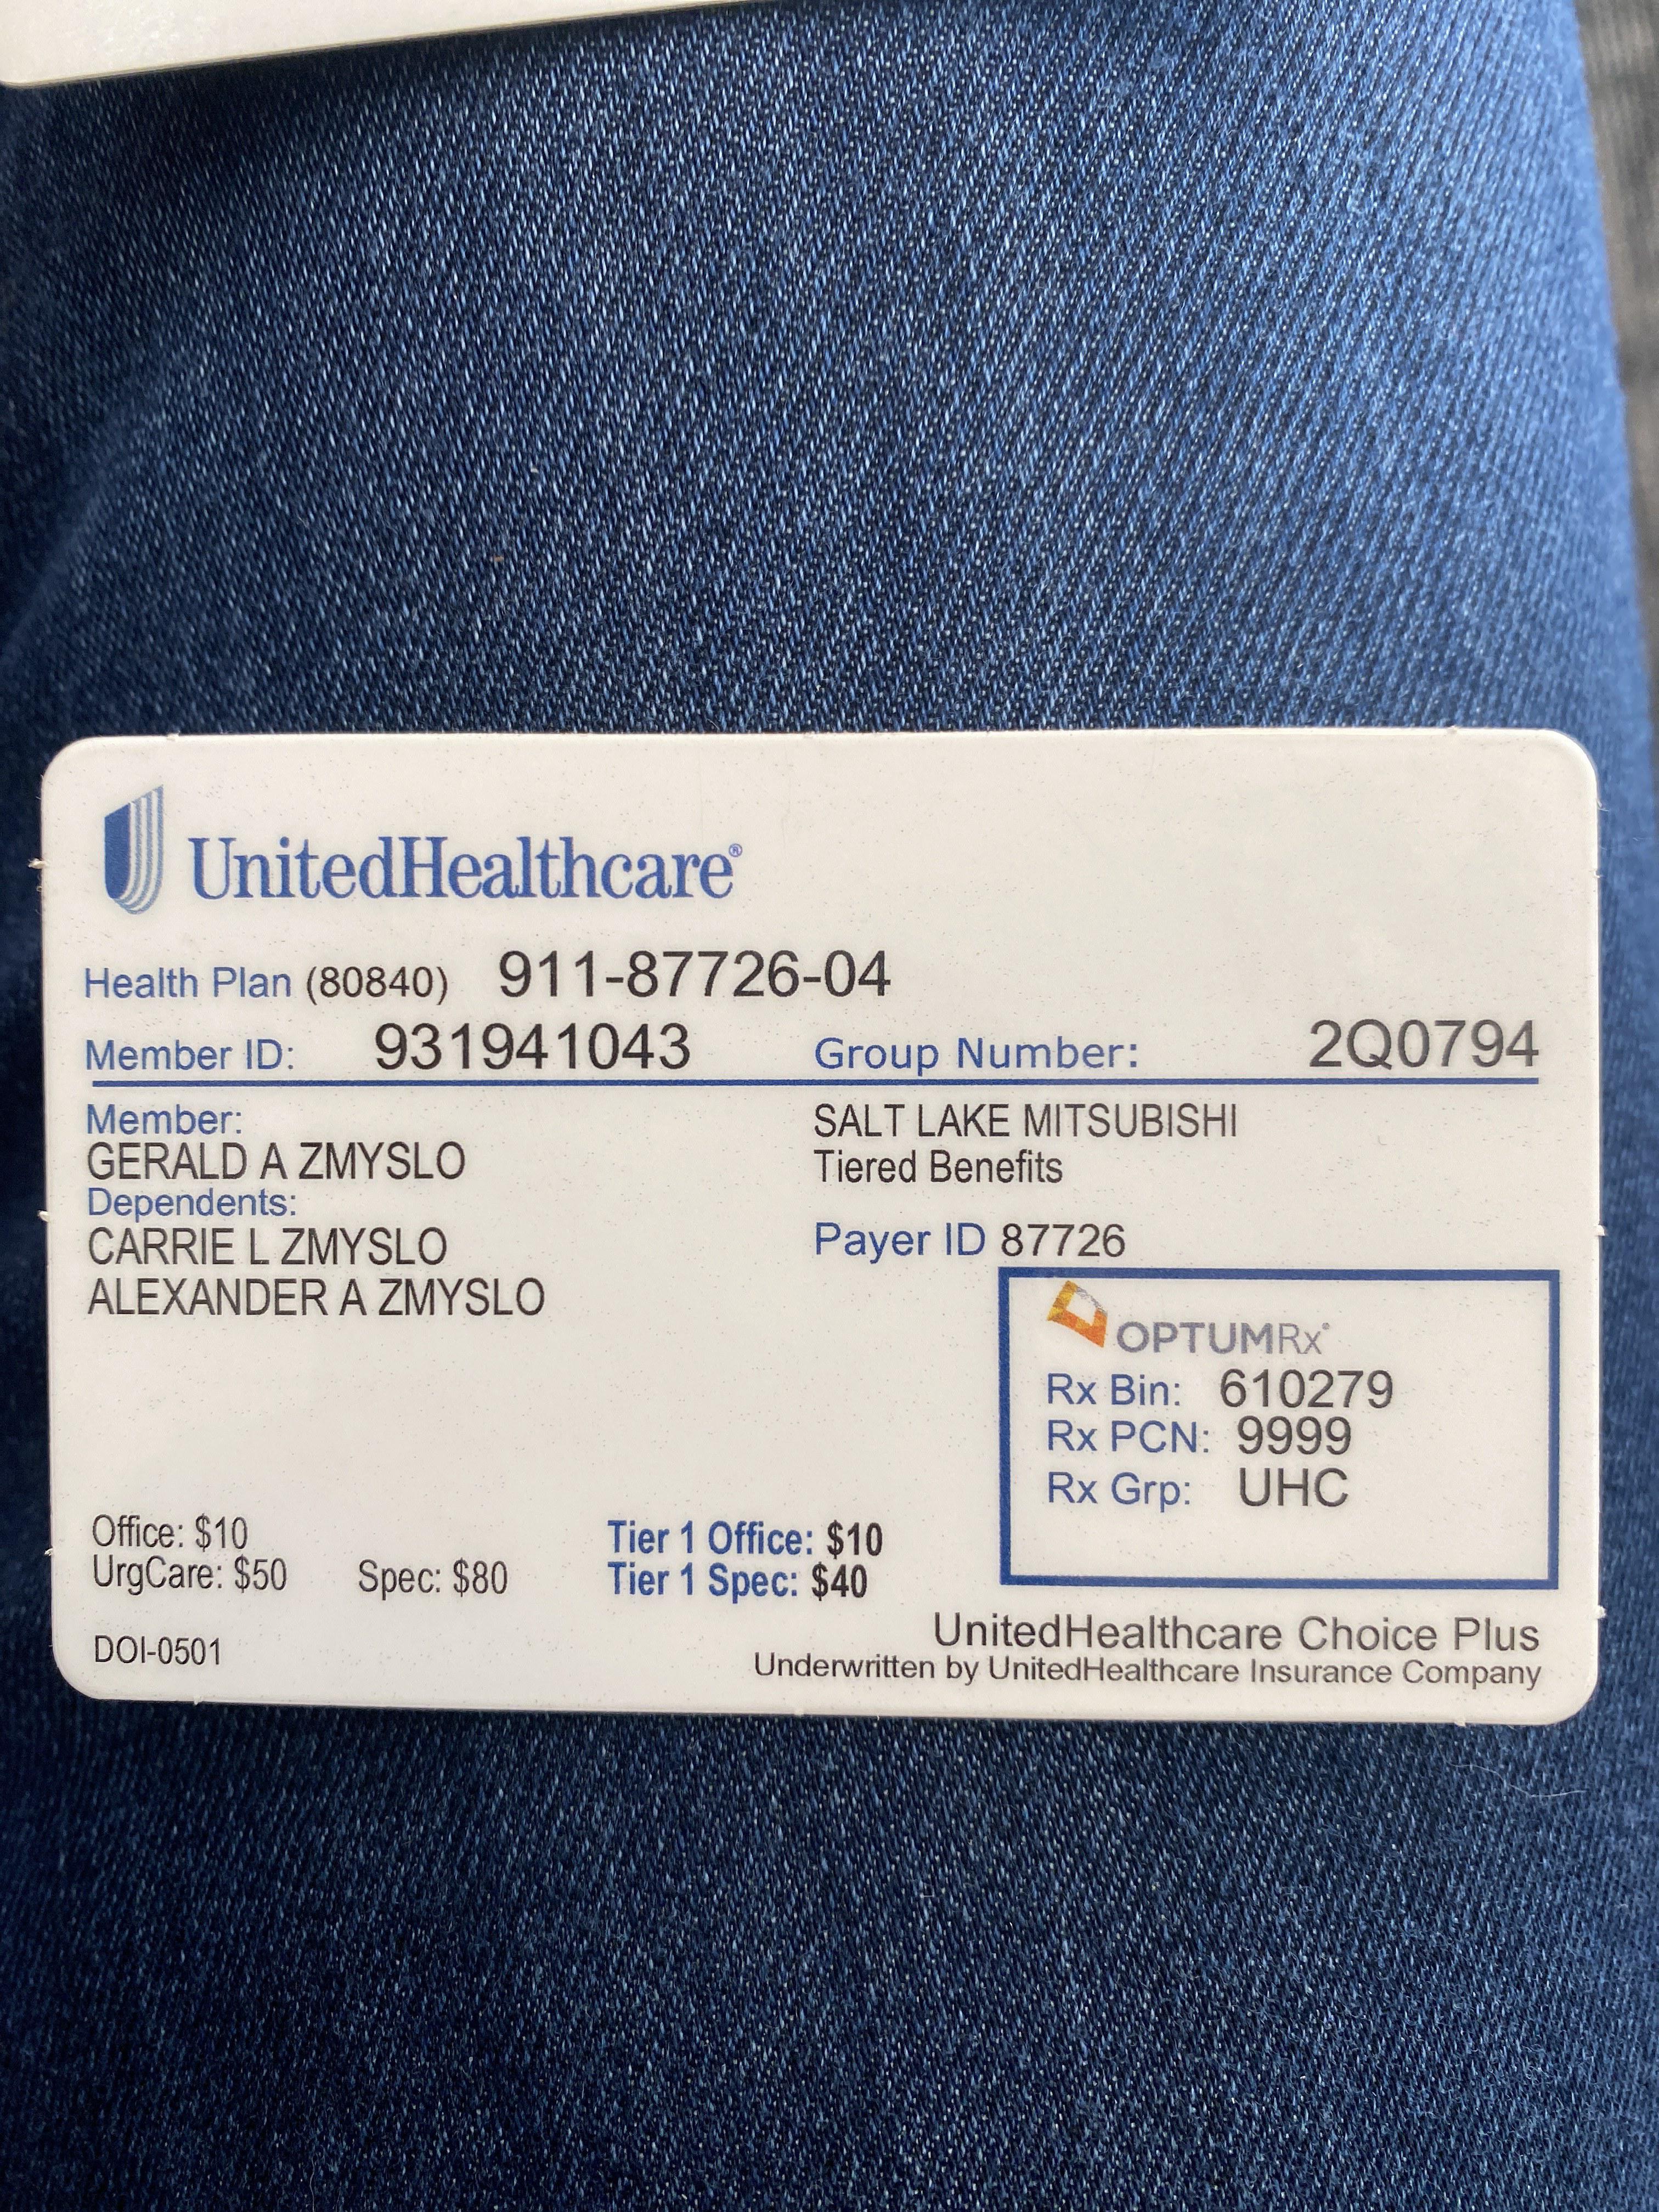 UnitedHealthcare®
Health Plan (80840) 911-87726-04
Member ID: 931941043 Group Number: 2Q0794
Member:
GERALD A ZMYSLO
Dependents:
CARRIE L ZMYSLO
ALEXANDER A ZMYSLO
SALT LAKE MITSUBISHI
Tiered Benefits
Payer ID 87726
OPTUMRx®
Rx Bin: 610279
Rx PCN: 9999
Rx Grp: UHC
Office: $10
UrgCare: $50 Spec: $80
Tier 1 Office: $10
Tier 1 Spec: $40
DOI-0501
UnitedHealthcare Choice Plus
Underwritten by UnitedHealthcare Insurance Company